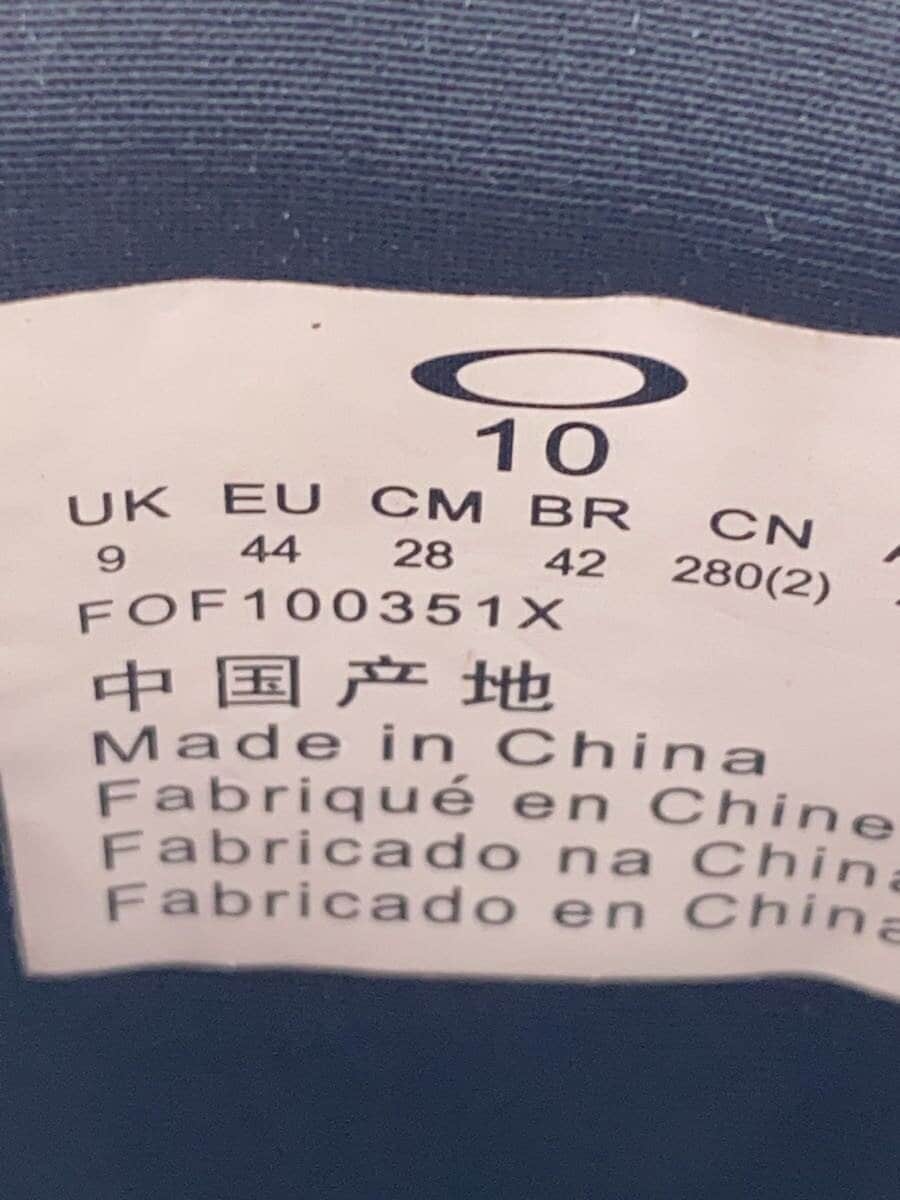 10
UK EU CM BR CN
9 44 28 42 280(2)
FOF100351X
中国产地
Made in China
Fabriqué en Chine
Fabricado na China
Fabricado en China